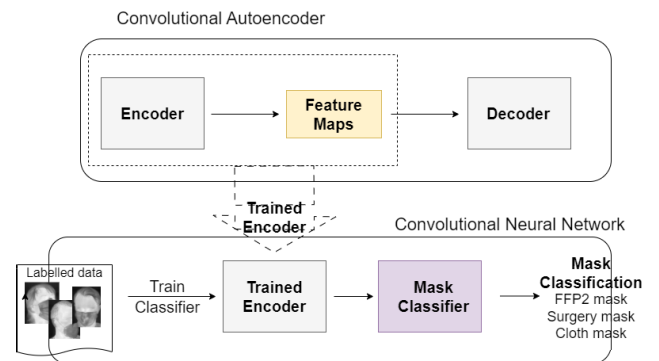 Convolutional Autoencoder
Encoder
Feature
Maps
Decoder
Trained
Encoder
Convolutional Neural Network
Labelled data
Train
Classifier
Trained
Encoder
Mask
Classifier
Mask
Classification
FFP2 mask
Surgery mask
Cloth mask